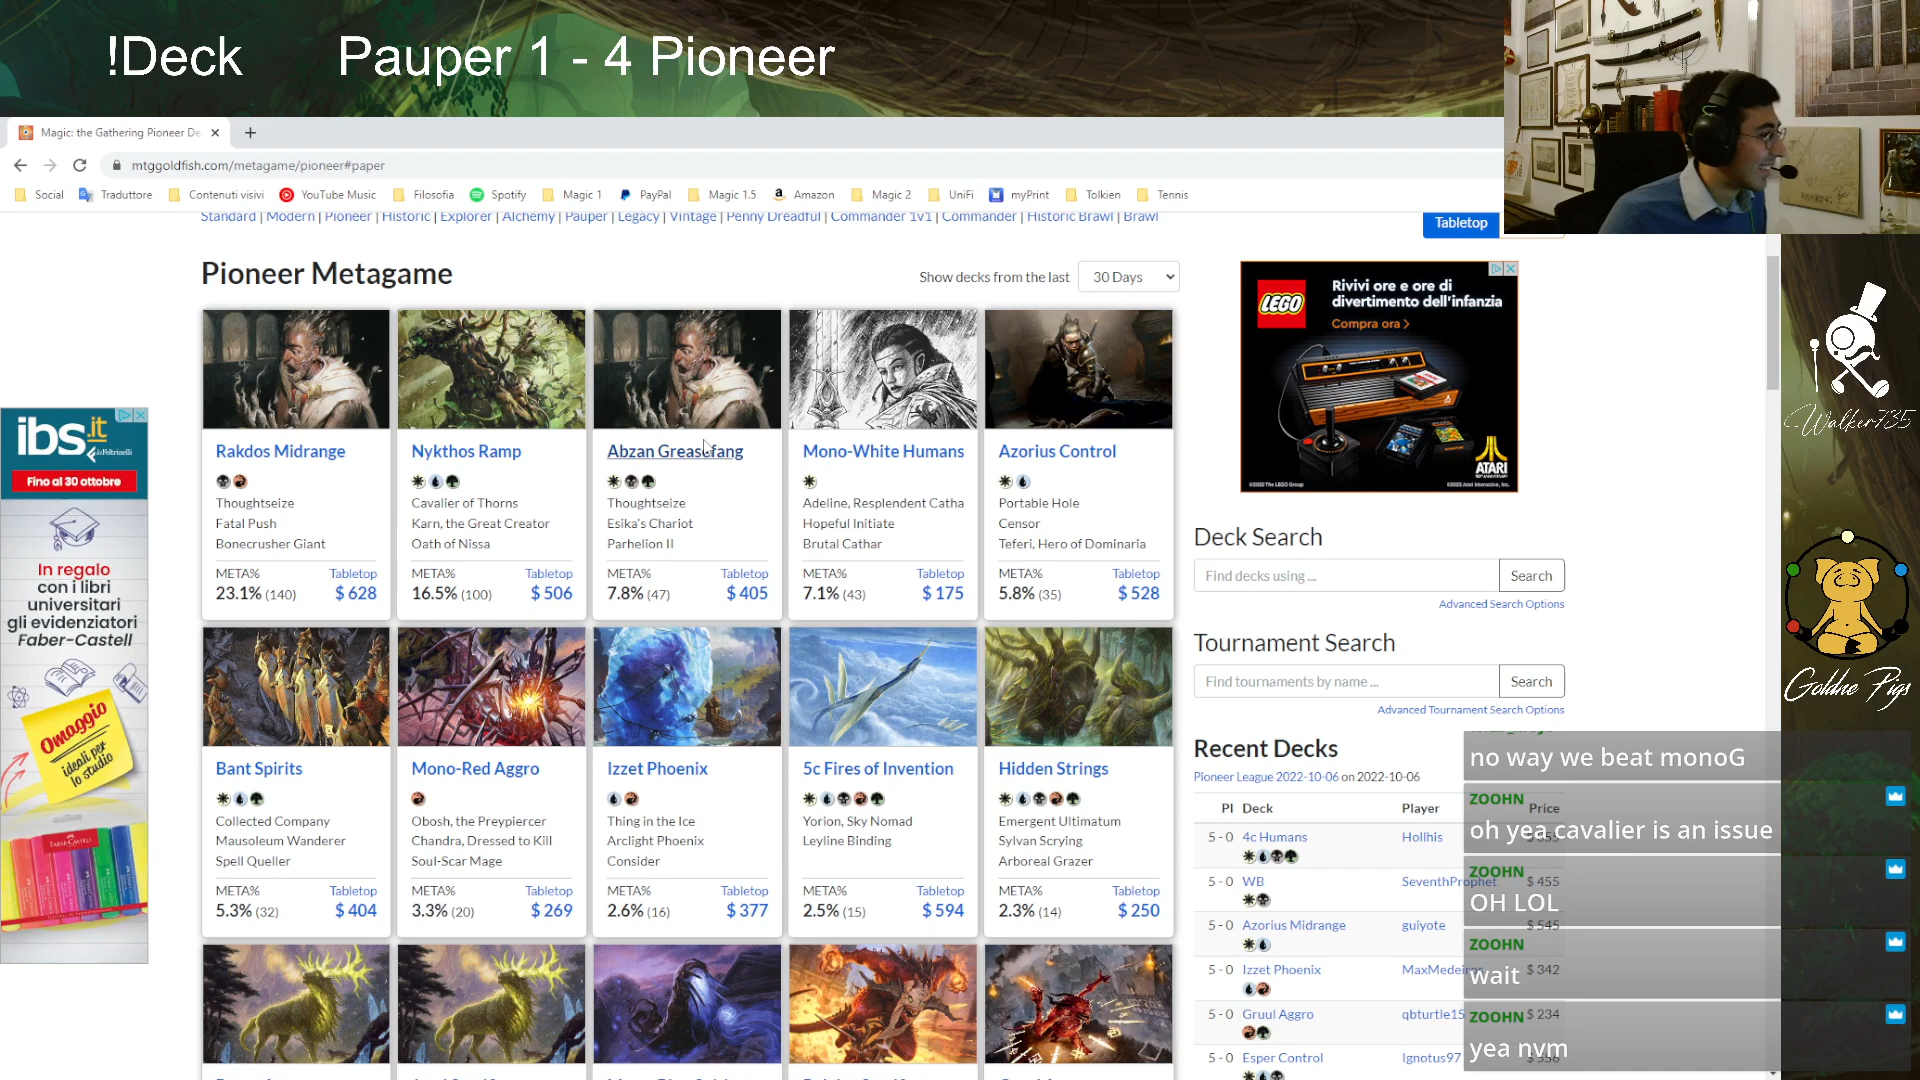 !Deck Pauper 1 - 4 Pioneer
Magic: the Gathering Pioneer De
mtggoldfish.com/metagame/pioneer#paper
Social Traduttore Contenuti visivi YouTube Music Filosofia Spotify Magic 1 PayPal Magic 1.5 Amazon Magic 2 UniFi myPrint Tolkien Tennis
Standard | Modern | Pioneer | Historic | Explorer | Alchemy | Pauper | Legacy | Vintage | Penny Dreadful | Commander 1v1 | Commander | Historic Brawl | Brawl
Tabletop
Pioneer Metagame
Show decks from the last 30 Days
Rakdos Midrange
Thoughtseize
Fatal Push
Bonecrusher Giant
META% Tabletop
23.1% (140) $ 628
Nykthos Ramp
Cavalier of Thorns
Karn, the Great Creator
Oath of Nissa
META% Tabletop
16.5% (100) $ 506
Abzan Greasefang
Thoughtseize
Esika's Chariot
Parhelion II
META% Tabletop
7.8% (47) $ 405
Mono-White Humans
Adeline, Resplendent Catha
Hopeful Initiate
Brutal Cathar
META% Tabletop
7.1% (43) $ 175
Azorius Control
Portable Hole
Censor
Teferi, Hero of Dominaria
META% Tabletop
5.8% (35) $ 528
Bant Spirits
Collected Company
Mausoleum Wanderer
Spell Queller
META% Tabletop
5.3% (32) $ 404
Mono-Red Aggro
Obosh, the Preypiercer
Chandra, Dressed to Kill
Soul-Scar Mage
META% Tabletop
3.3% (20) $ 269
Izzet Phoenix
Thing in the Ice
Arclight Phoenix
Consider
META% Tabletop
2.6% (16) $ 377
5c Fires of Invention
Yorion, Sky Nomad
Leyline Binding
META% Tabletop
2.5% (15) $ 594
Hidden Strings
Emergent Ultimatum
Sylvan Scrying
Arboreal Grazer
META% Tabletop
2.3% (14) $ 250
ibs.it
laFeltrinelli
Fino al 30 ottobre
In regalo
con i libri
universitari
gli evidenziatori
Faber-Castell
Omaggio
ideali per
lo studio
LEGO
Rivivi ore e ore di
divertimento dell'infanzia
Compra ora >
ATARI
Deck Search
Find decks using ... Search
Advanced Search Options
Tournament Search
Find tournaments by name ... Search
Advanced Tournament Search Options
Recent Decks
Pioneer League 2022-10-06 on 2022-10-06
Pl Deck Player Price
5 - 0 4c Humans Hollhis
5 - 0 WB SeventhProphet $ 455
5 - 0 Azorius Midrange guiyote $ 545
5 - 0 Izzet Phoenix $ 342
5 - 0 Gruul Aggro qbturtle15 $ 234
5 - 0 Esper Control Ignotus97
no way we beat monoG
ZOOHN
oh yea cavalier is an issue
ZOOHN
OH LOL
ZOOHN
wait
ZOOHN
yea nvm
Walker735
Goldne Pigs